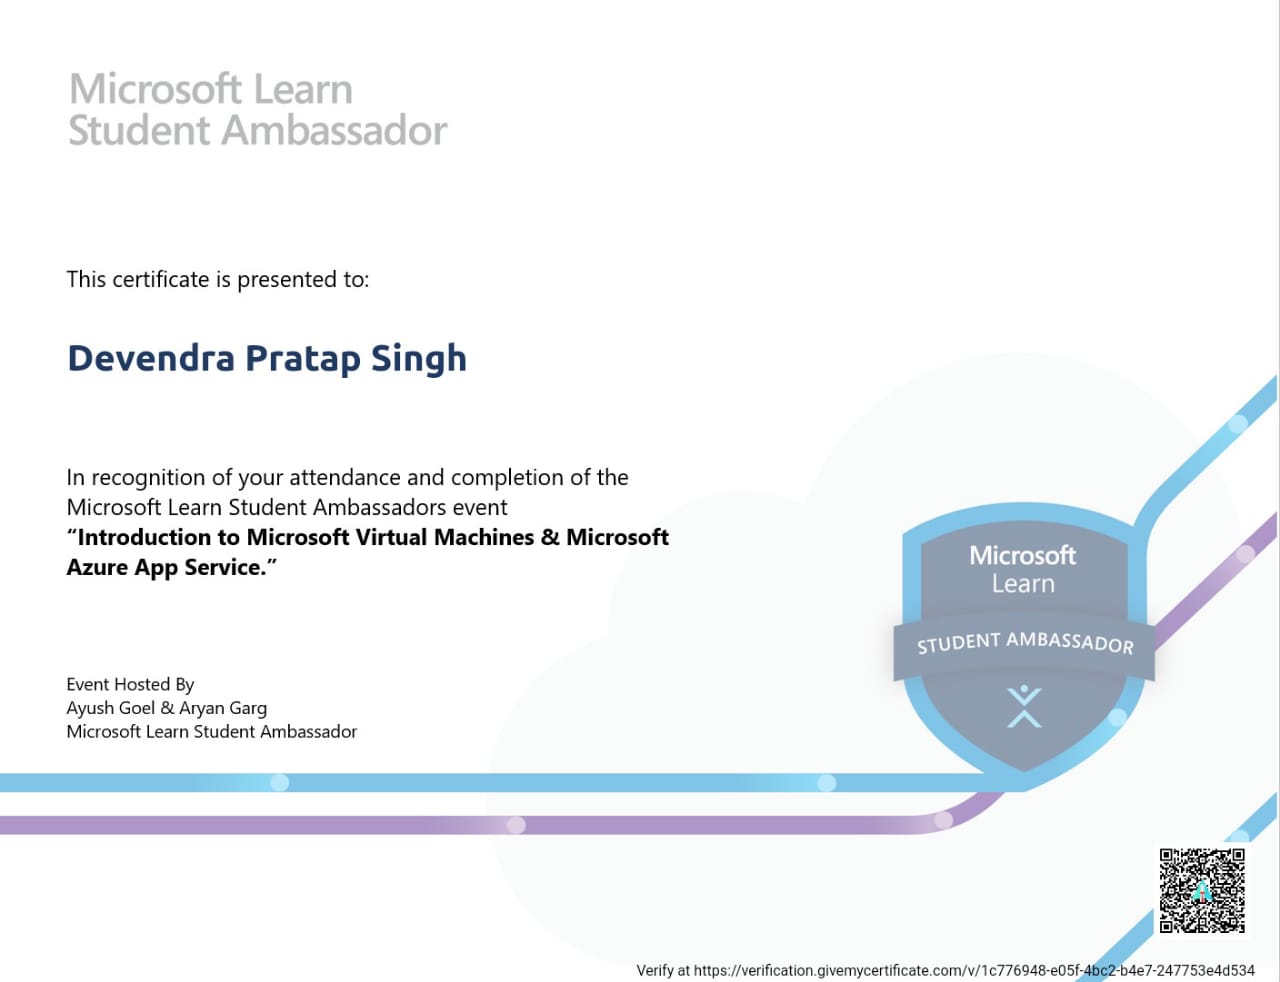 Microsoft Learn
Student Ambassador
This certificate is presented to:
Devendra Pratap Singh
In recognition of your attendance and completion of the
Microsoft Learn Student Ambassadors event
“Introduction to Microsoft Virtual Machines & Microsoft
Azure App Service.”
Event Hosted By
Ayush Goel & Aryan Garg
Microsoft Learn Student Ambassador
Microsoft
Learn
STUDENT AMBASSADOR
Verify at https://verification.givemycertificate.com/v/1c776948-e05f-4bc2-b4e7-247753e4d534